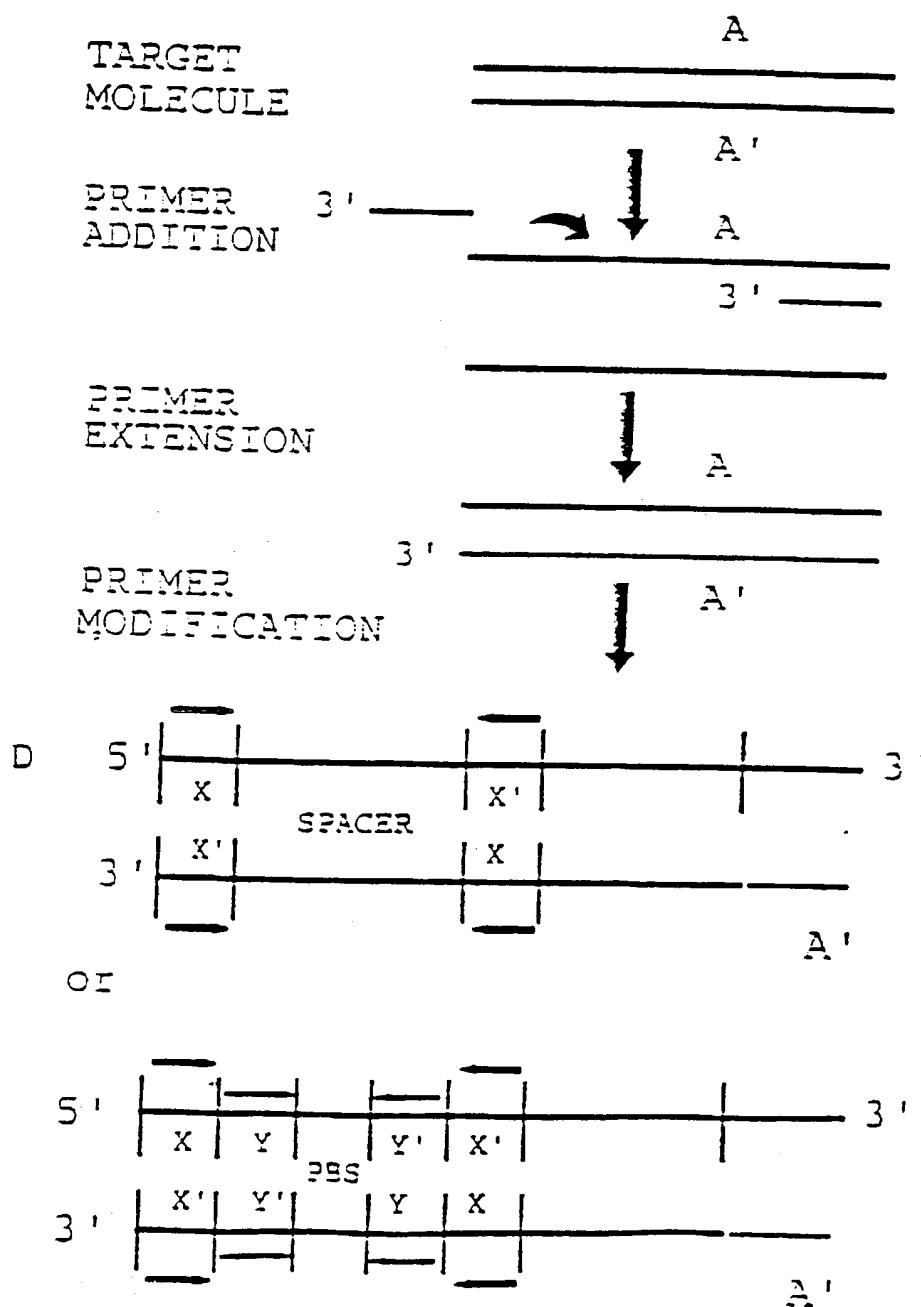 A
TARGET
MOLECULE
A'
PRIMER 3'
ADDITION A
3'
PRIMER
EXTENSION
A
3'
PRIMER A'
MODIFICATION
D 5' 3'
X X'
SPACER
X' X
3'
A'
or
5' 3'
X Y Y' X'
PBS
X' Y' Y X
3'
A'